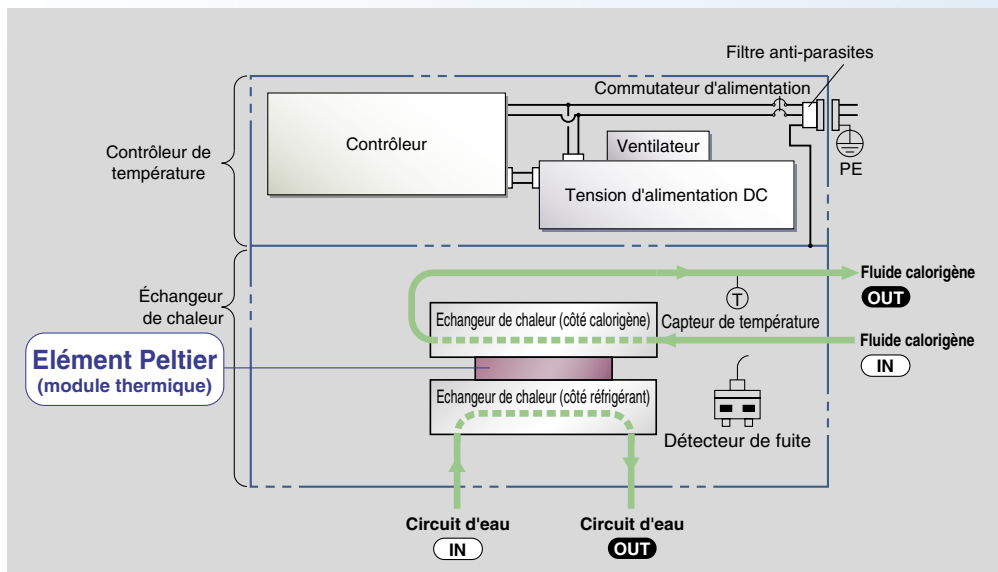 Filtre anti-parasites
Commutateur d'alimentation
Contrôleur
Ventilateur
PE
Contrôleur de
température
Tension d'alimentation DC
Fluide calorigène
OUT
Échangeur
de chaleur
T
Echangeur de chaleur (côté calorigène)
Capteur de température
Fluide calorigène
IN
Elément Peltier
(module thermique)
Echangeur de chaleur (côté réfrigérant)
Détecteur de fuite
Circuit d'eau
IN
Circuit d'eau
OUT